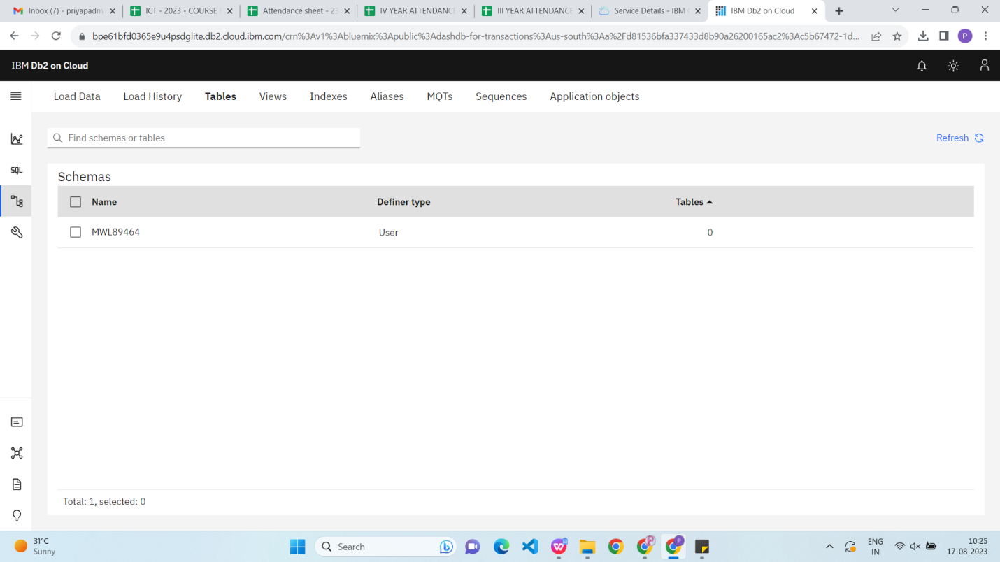 Inbox (7) - priyapadm
ICT - 2023 - COURSE
Attendance sheet - 23
IV YEAR ATTENDANCE
III YEAR ATTENDANCE
Service Details - IBM
IBM Db2 on Cloud
bpe61bfd0365e9u4psdglite.db2.cloud.ibm.com/crn%3Av1%3Abluemix%3Apublic%3Adashdb-for-transactions%3Aus-south%3Aa%2Fd81536bfa337433d8b90a26200165ac2%3Ac5b67472-1d...
P
IBM Db2 on Cloud
Load Data
Load History
Tables
Views
Indexes
Aliases
MQTs
Sequences
Application objects
SQL
Find schemas or tables
Refresh
Schemas
Name Definer type Tables
MWL89464 User 0
Total: 1, selected: 0
31°C
Sunny
Search
P
P
ENG
IN
10:25
17-08-2023